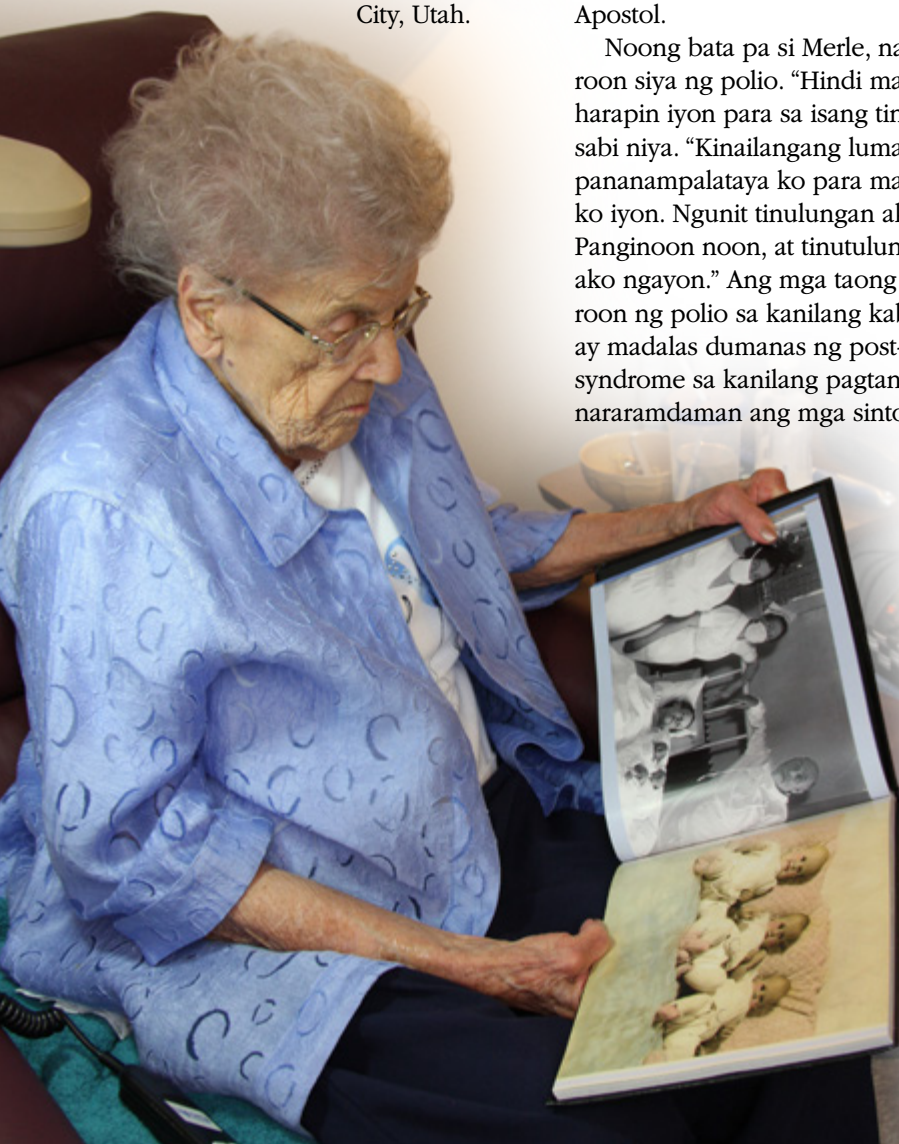 City, Utah.
Apostol.
Noong bata pa si Merle, na
roon siya ng polio. “Hindi ma
harapin iyon para sa isang tin
sabi niya. “Kinailangang luma
pananampalataya ko para ma
ko iyon. Ngunit tinulungan a
Panginoon noon, at tinutulun
ako ngayon.” Ang mga taong
roon ng polio sa kanilang kab
ay madalas dumanas ng post-
syndrome sa kanilang pagtan
nararamdaman ang mga sinto